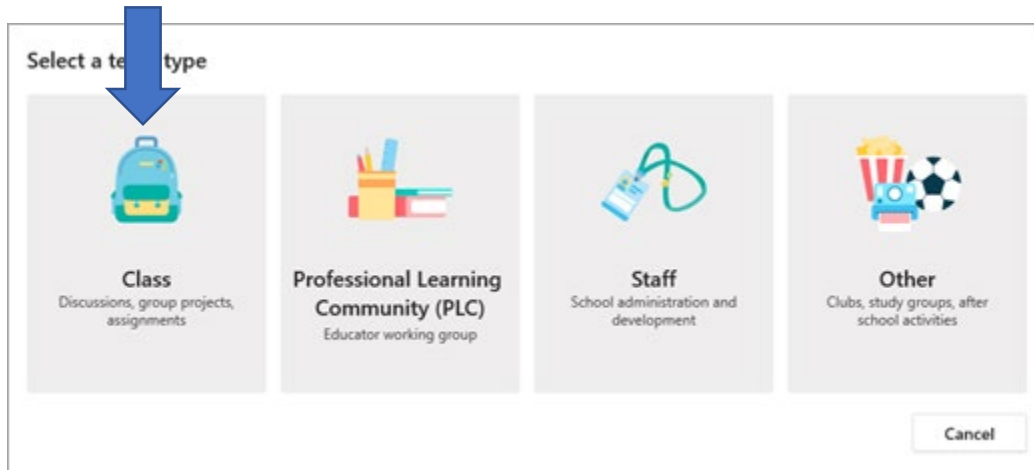 Select a te type
Class
Discussions, group projects,
assignments
Professional Learning
Community (PLC)
Educator working group
Staff
School administration and
development
Other
Clubs, study groups, after
school activities
Cancel